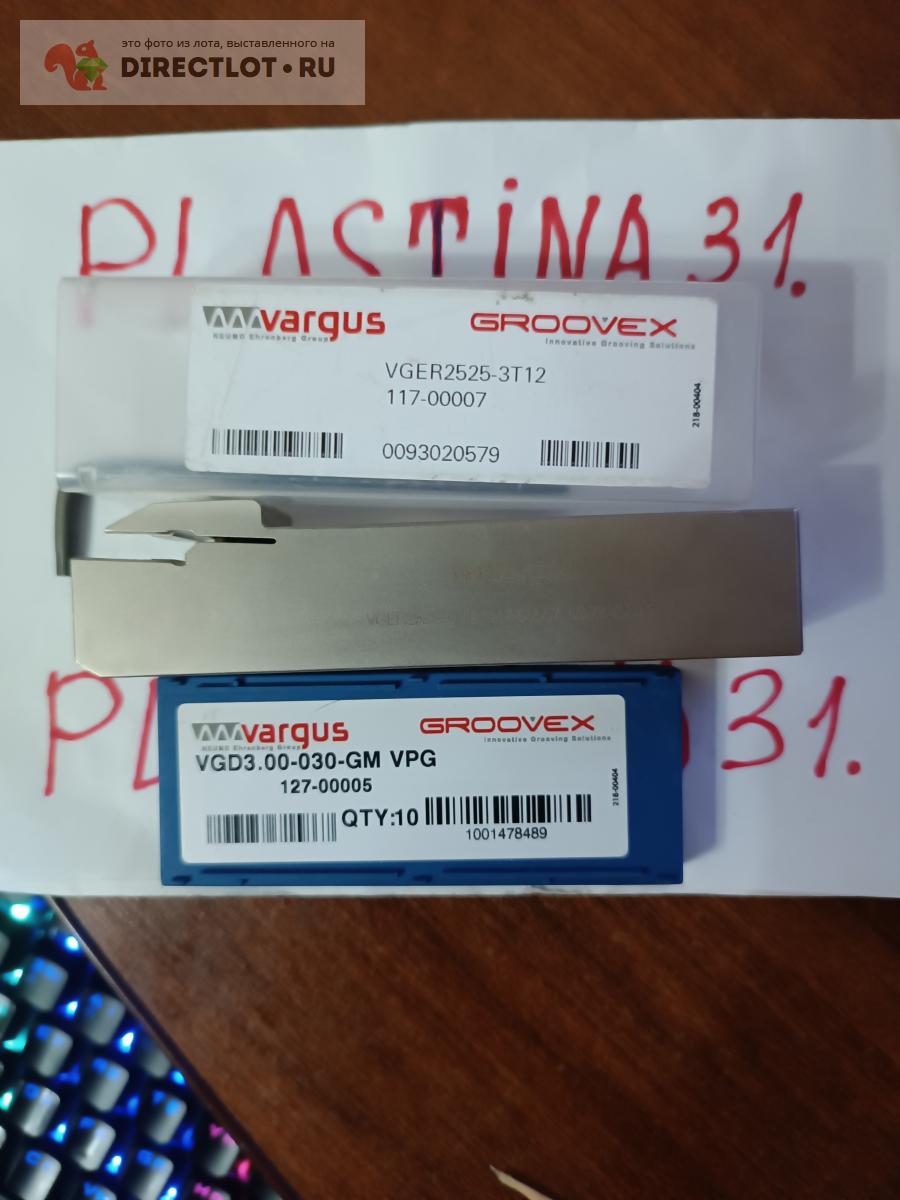 это фото из лота, выставленного на
DIRECTLOT•RU
PLASTINA 31.
vargus
NEUMO Ehrenberg Group
GROOVEX
Innovative Grooving Solutions
VGER2525-3T12
117-00007
218-00404
0093020579
31.
vargus
NEUMO Ehrenberg Group
GROOVEX
Innovative Grooving Solutions
VGD3.00-030-GM VPG
127-00005
218-00404
QTY:10
1001478489